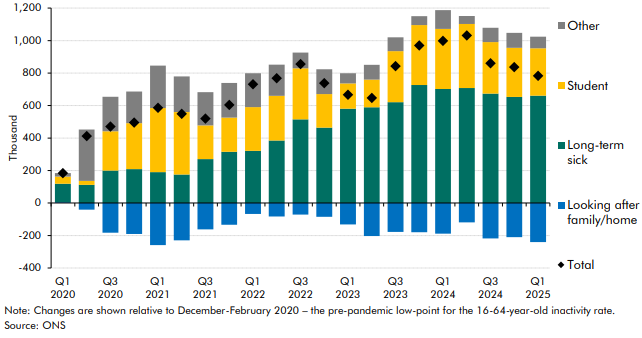 1,200
1,000
800
600
400
200
0
-200
-400
Thousand
Q1 Q3 Q1 Q3 Q1 Q3 Q1 Q3 Q1 Q3 Q1
2020 2020 2021 2021 2022 2022 2023 2023 2024 2024 2025
Other
Student
Long-term
sick
Looking after
family/home
Total
Note: Changes are shown relative to December-February 2020 – the pre-pandemic low-point for the 16-64-year-old inactivity rate.
Source: ONS